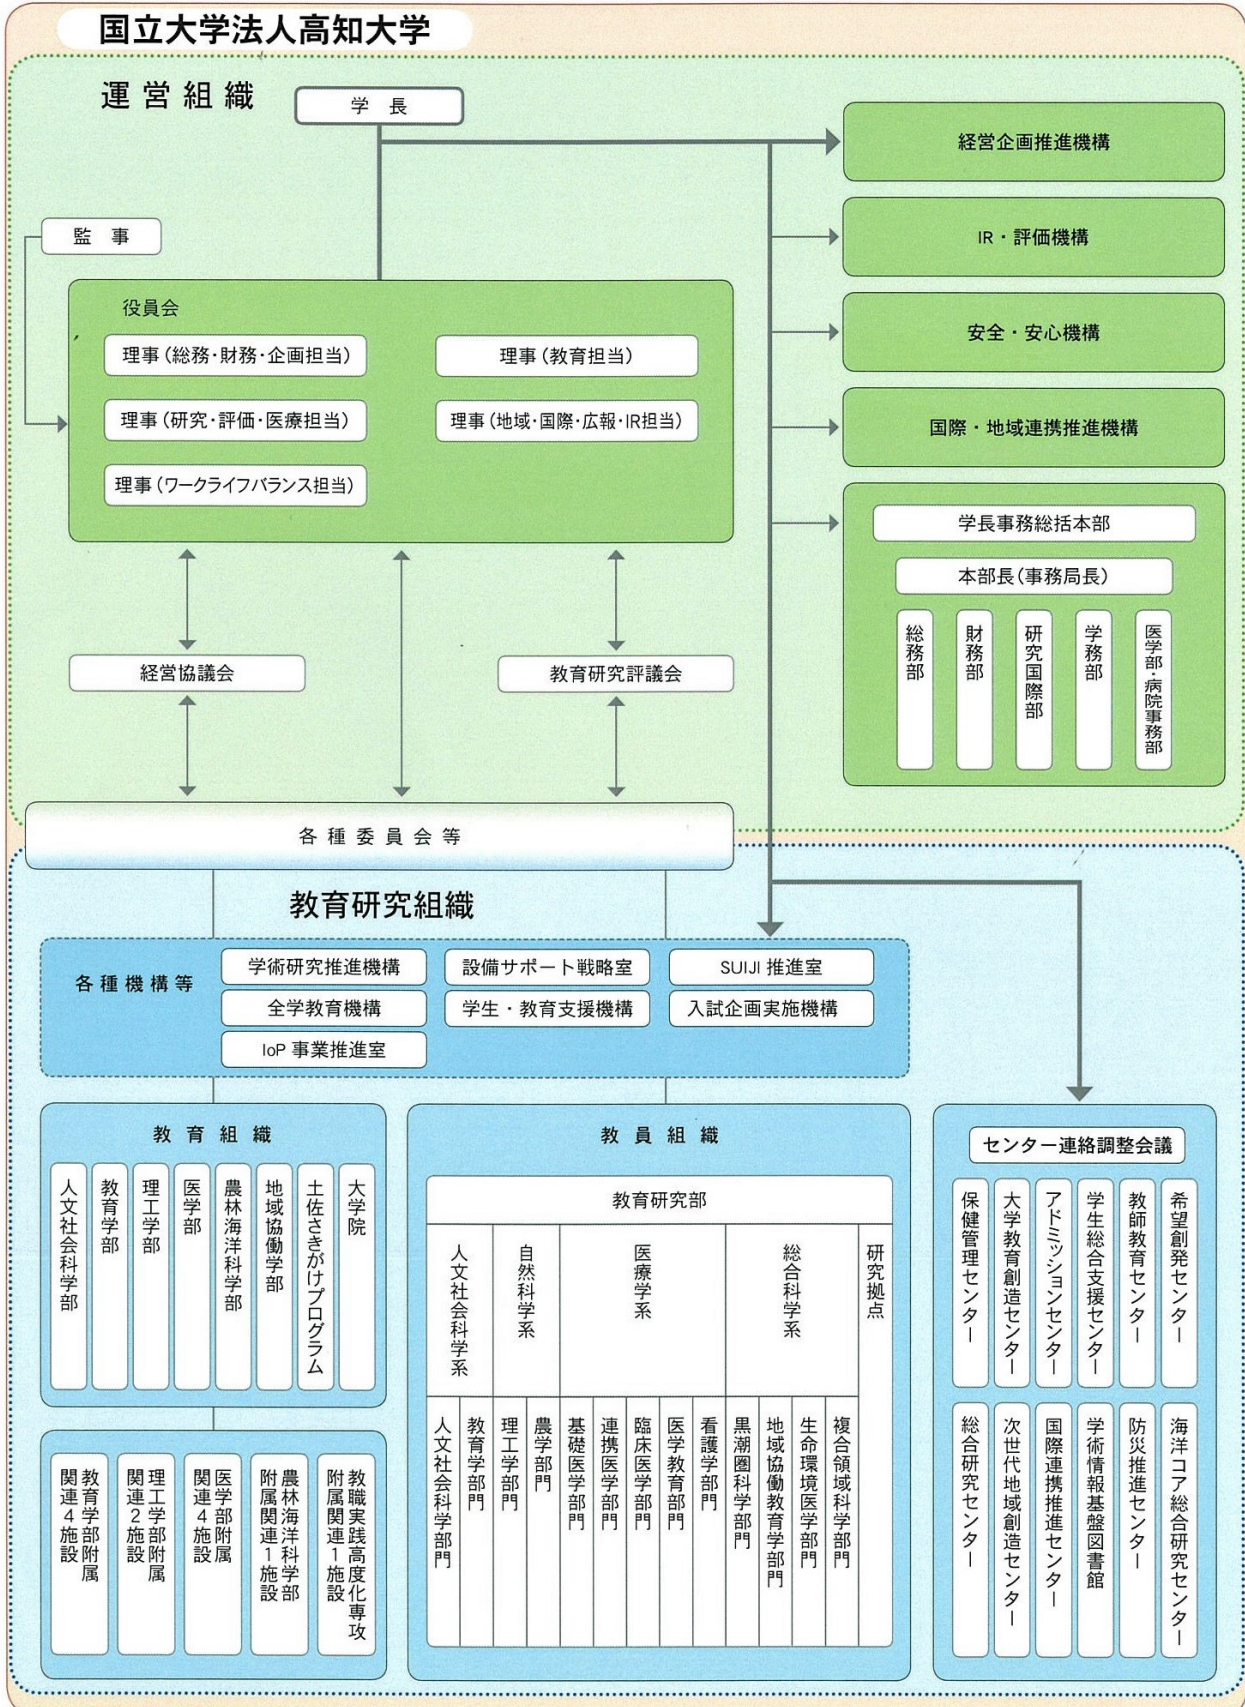 国立大学法人高知大学
運営組織
学長
監事
役員会
理事(総務・財務・企画担当)
理事(教育担当)
理事(研究・評価・医療担当)
理事(地域・国際・広報・IR担当)
理事(ワークライフバランス担当)
経営協議会
教育研究評議会
各種委員会等
経営企画推進機構
IR・評価機構
安全・安心機構
国際・地域連携推進機構
学長事務総括本部
本部長(事務局長)
総務部
財務部
研究国際部
学務部
医学部・病院事務部
教育研究組織
各種機構等
学術研究推進機構
設備サポート戦略室
SUIJI 推進室
全学教育機構
学生・教育支援機構
入試企画実施機構
IoP 事業推進室
教育組織
人文社会科学部
教育学部
理工学部
医学部
農林海洋科学部
地域協働学部
土佐さきがけプログラム
大学院
教育学部附属
関連4施設
理工学部附属
関連2施設
医学部附属
関連4施設
農林海洋科学部
附属関連1施設
教職実践高度化専攻
附属関連1施設
教員組織
教育研究部
人文社会科学系
自然科学系
医療学系
総合科学系
研究拠点
人文社会科学部門
教育学部門
理工学部門
農学部門
基礎医学部門
連携医学部門
臨床医学部門
医学教育部門
看護学部門
黒潮圏科学部門
地域協働教育学部門
生命環境医学部門
複合領域科学部門
センター連絡調整会議
保健管理センター
大学教育創造センター
アドミッションセンター
学生総合支援センター
教師教育センター
希望創発センター
総合研究センター
次世代地域創造センター
国際連携推進センター
学術情報基盤図書館
防災推進センター
海洋コア総合研究センター